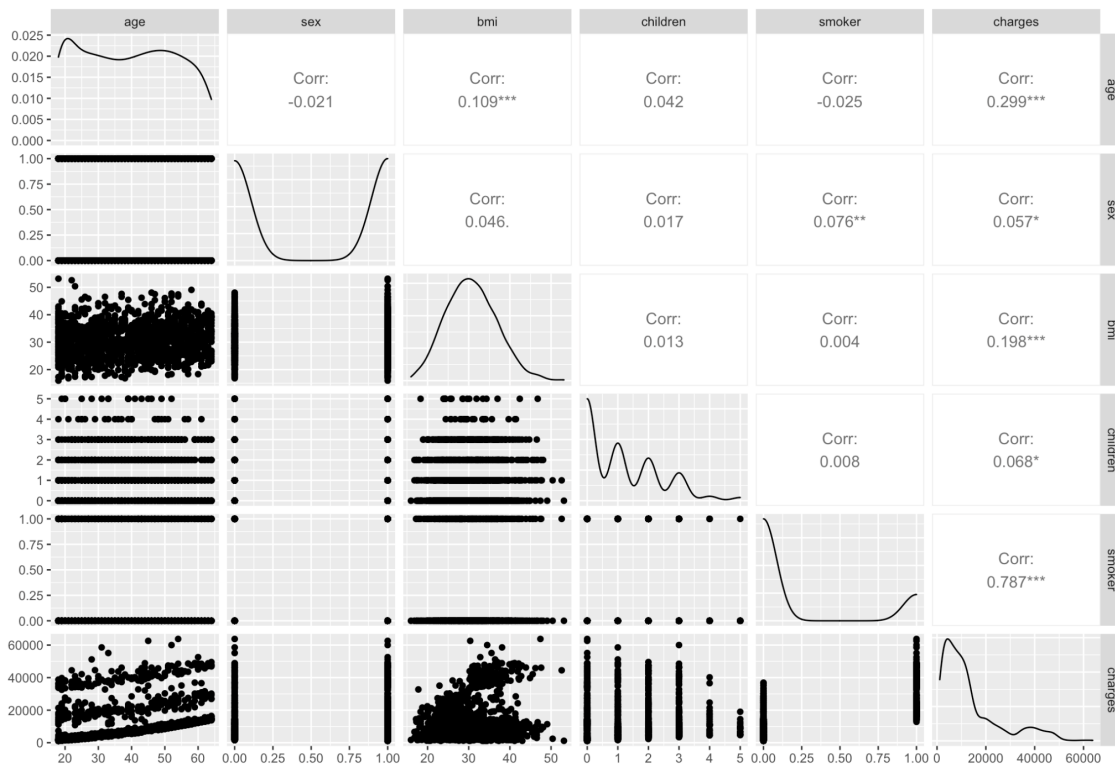 age sex bmi children smoker charges
0.025
0.020
0.015
0.010
0.005
0.000
Corr:
-0.021
Corr:
0.109***
Corr:
0.042
Corr:
-0.025
Corr:
0.299***
age
1.00
0.75
0.50
0.25
0.00
Corr:
0.046.
Corr:
0.017
Corr:
0.076**
Corr:
0.057*
sex
50
40
30
20
Corr:
0.013
Corr:
0.004
Corr:
0.198***
bmi
5
4
3
2
1
0
Corr:
0.008
Corr:
0.068*
children
1.00
0.75
0.50
0.25
0.00
Corr:
0.787***
smoker
60000
40000
20000
0
charges
20 30 40 50 60
0.00 0.25 0.50 0.75 1.00
20 30 40 50
0 1 2 3 4 5
0.00 0.25 0.50 0.75 1.00
0 20000 40000 60000